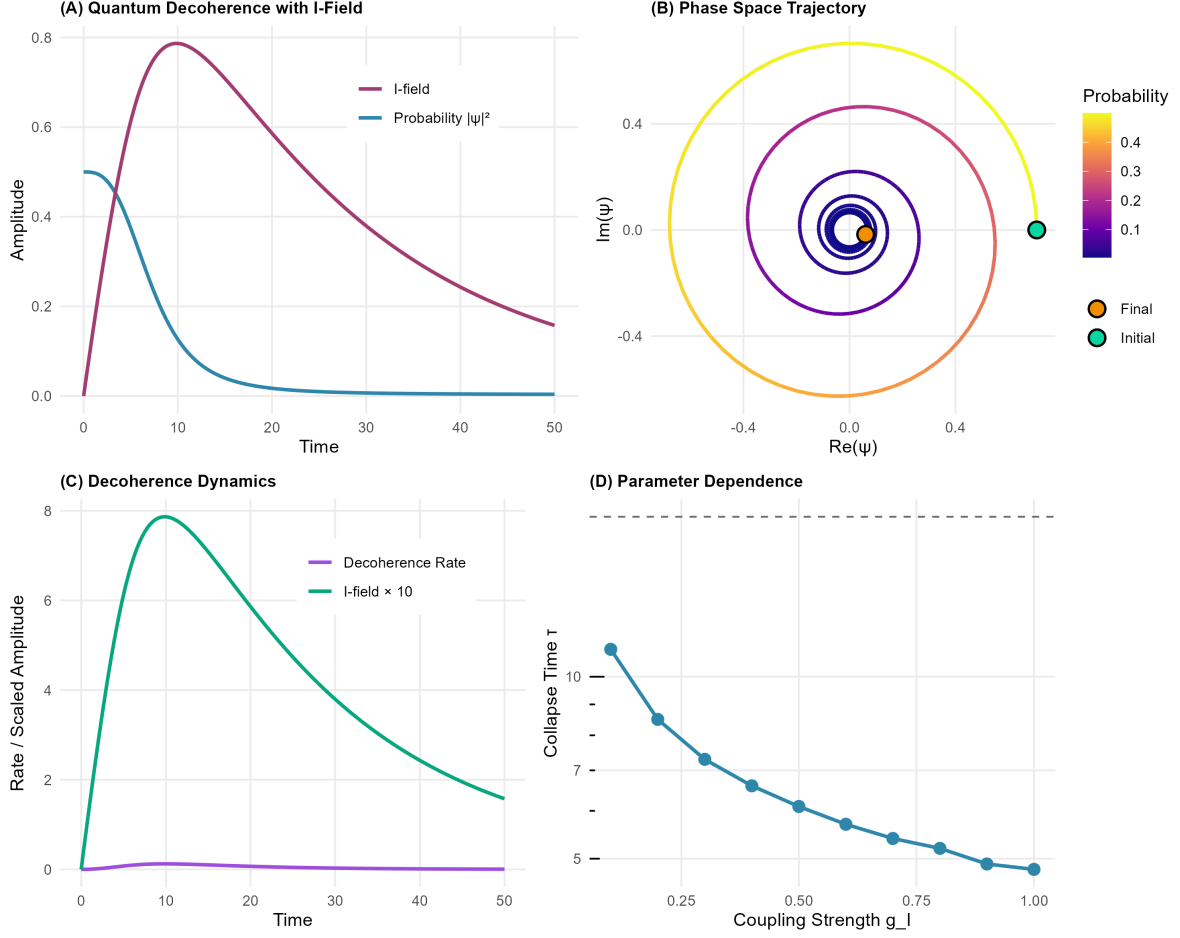 (A) Quantum Decoherence with I-Field
0.8
0.6
0.4
0.2
0.0
Amplitude
I-field
Probability |ψ|²
0 10 20 30 40 50
Time
(B) Phase Space Trajectory
0.4
0.0
-0.4
Im(ψ)
-0.4 0.0 0.4
Re(ψ)
Probability
0.4
0.3
0.2
0.1
Final
Initial
(C) Decoherence Dynamics
8
6
4
2
0
Rate / Scaled Amplitude
Decoherence Rate
I-field × 10
0 10 20 30 40 50
Time
(D) Parameter Dependence
10
7
5
Collapse Time τ
0.25 0.50 0.75 1.00
Coupling Strength g_I